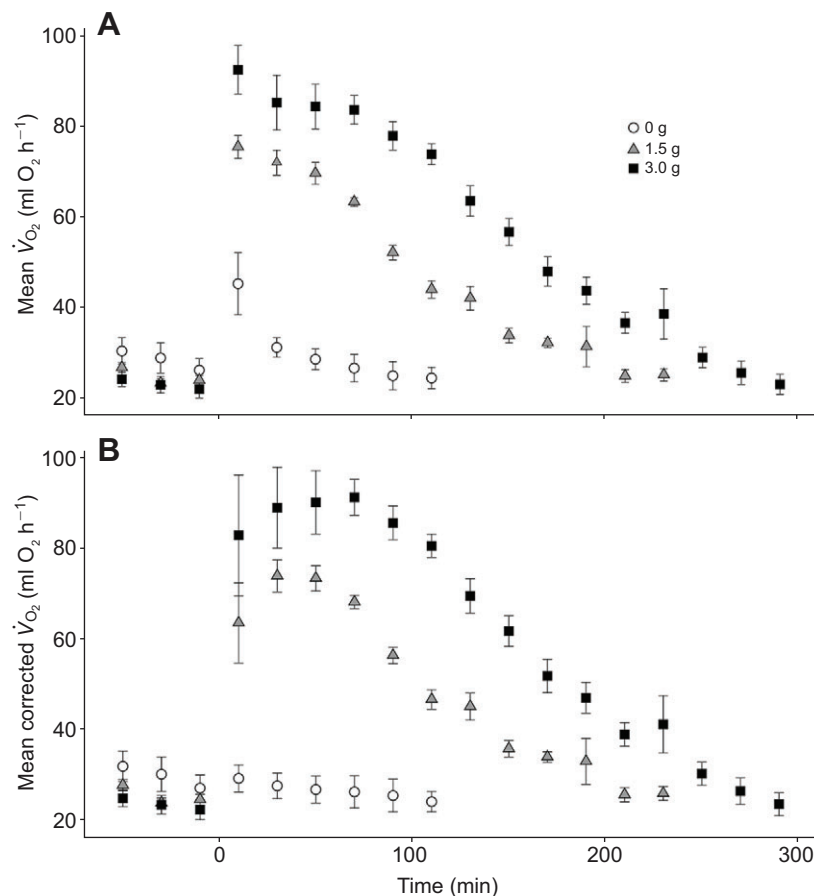 A
100
80
60
40
20
Mean V̇O₂ (ml O₂ h⁻¹)
0 g
1.5 g
3.0 g
B
100
80
60
40
20
Mean corrected V̇O₂ (ml O₂ h⁻¹)
0 100 200 300
Time (min)